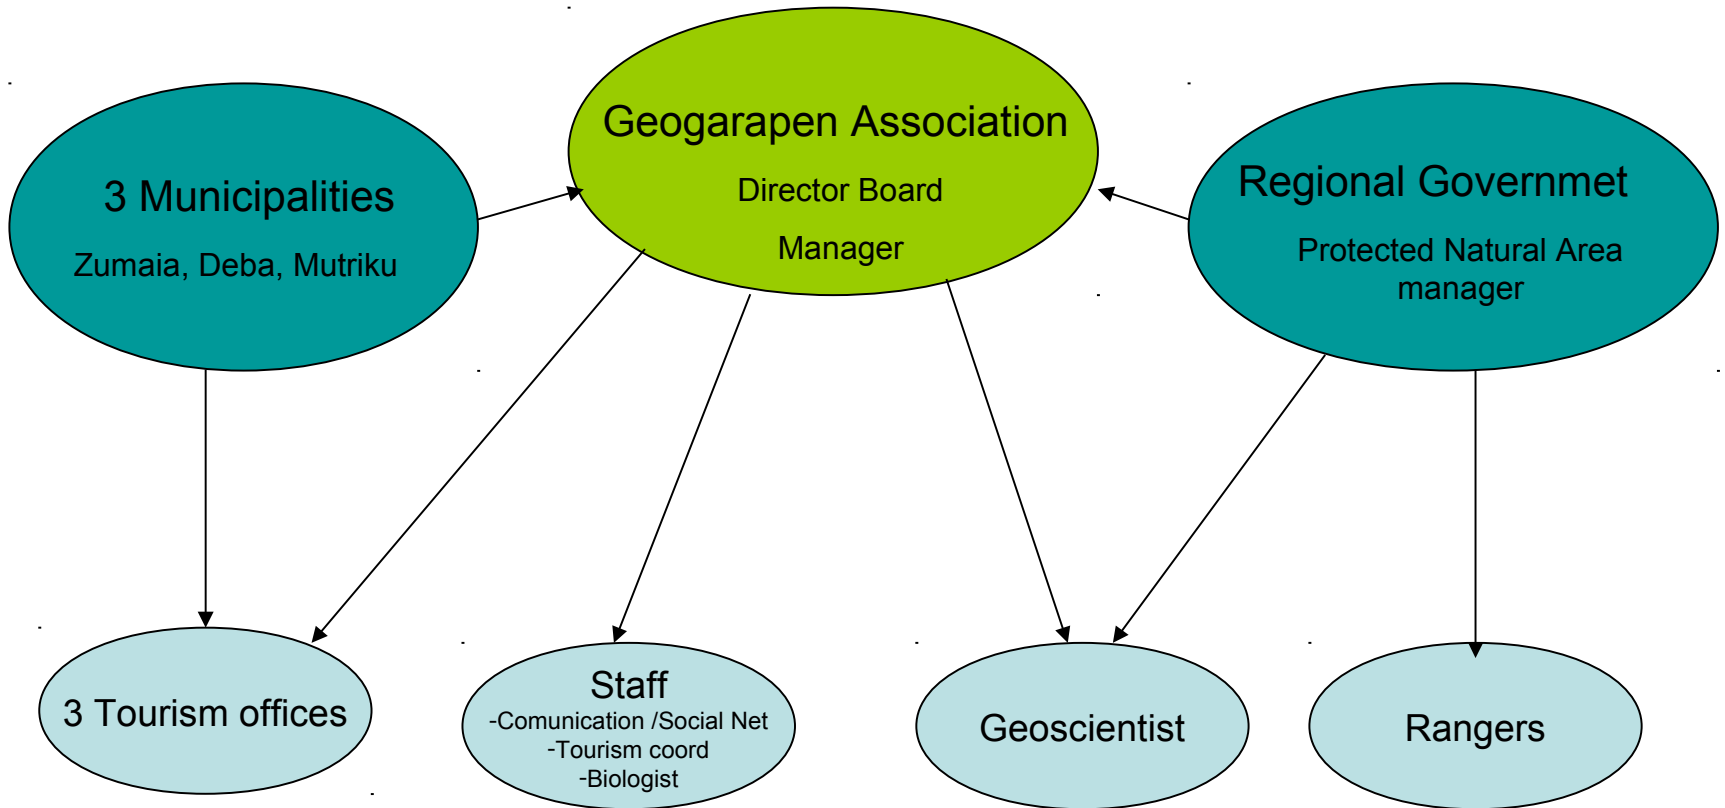 3 Municipalities
Zumaia, Deba, Mutriku
Geogarapen Association
Director Board
Manager
Regional Governmet
Protected Natural Area
manager
3 Tourism offices
Staff
-Comunication /Social Net
-Tourism coord
-Biologist
Geoscientist
Rangers